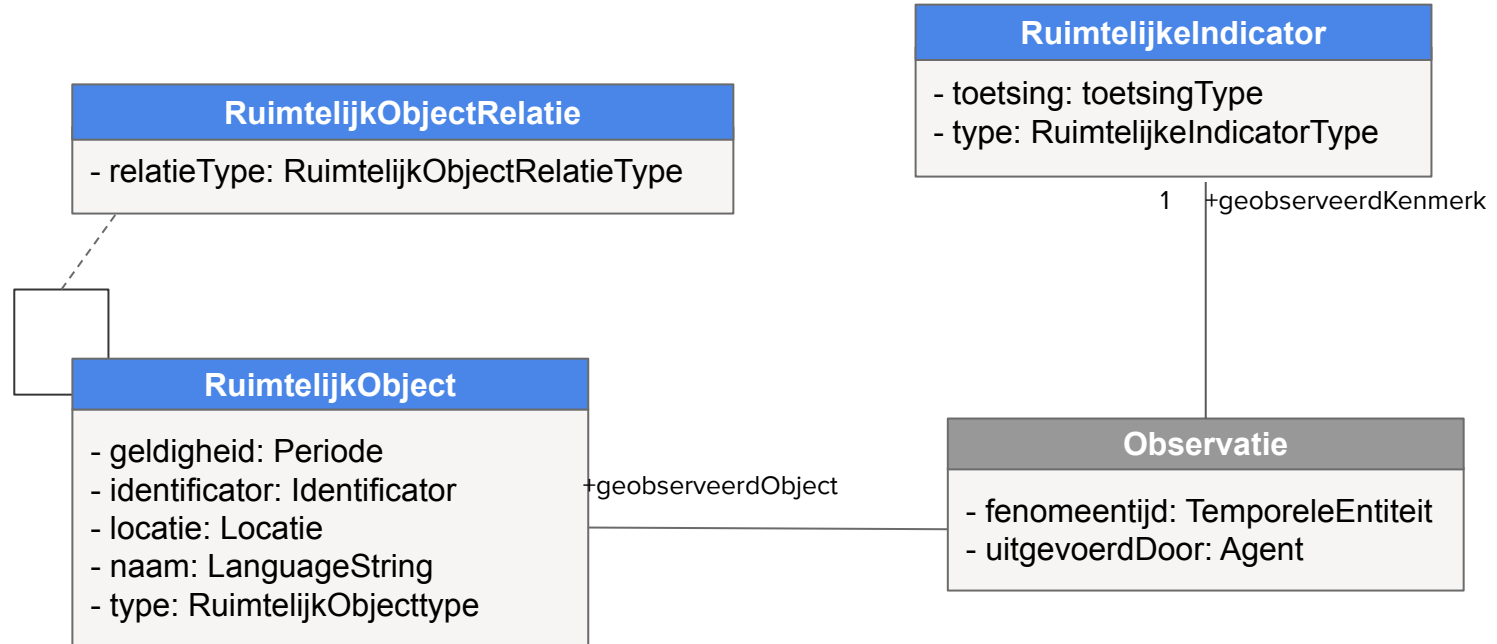 RuimtelijkeIndicator
- toetsing: toetsingType
- type: RuimtelijkeIndicatorType
RuimtelijkObjectRelatie
- relatieType: RuimtelijkObjectRelatieType
1 +geobserveerdKenmerk
RuimtelijkObject
- geldigheid: Periode
- identificator: Identificator
- locatie: Locatie
- naam: LanguageString
- type: RuimtelijkObjecttype
+geobserveerdObject
Observatie
- fenomeentijd: TemporeleEntiteit
- uitgevoerdDoor: Agent